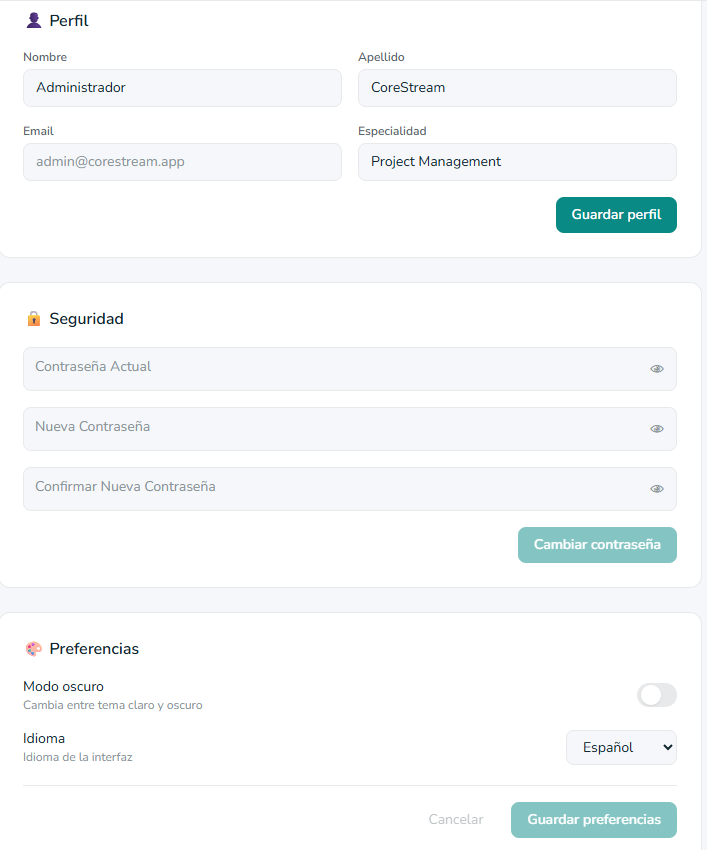 Perfil
Nombre
Apellido
Administrador
CoreStream
Email
Especialidad
admin@corestream.app
Project Management
Guardar perfil
Seguridad
Contraseña Actual
Nueva Contraseña
Confirmar Nueva Contraseña
Cambiar contraseña
Preferencias
Modo oscuro
Cambia entre tema claro y oscuro
Idioma
Idioma de la interfaz
Español
Cancelar
Guardar preferencias